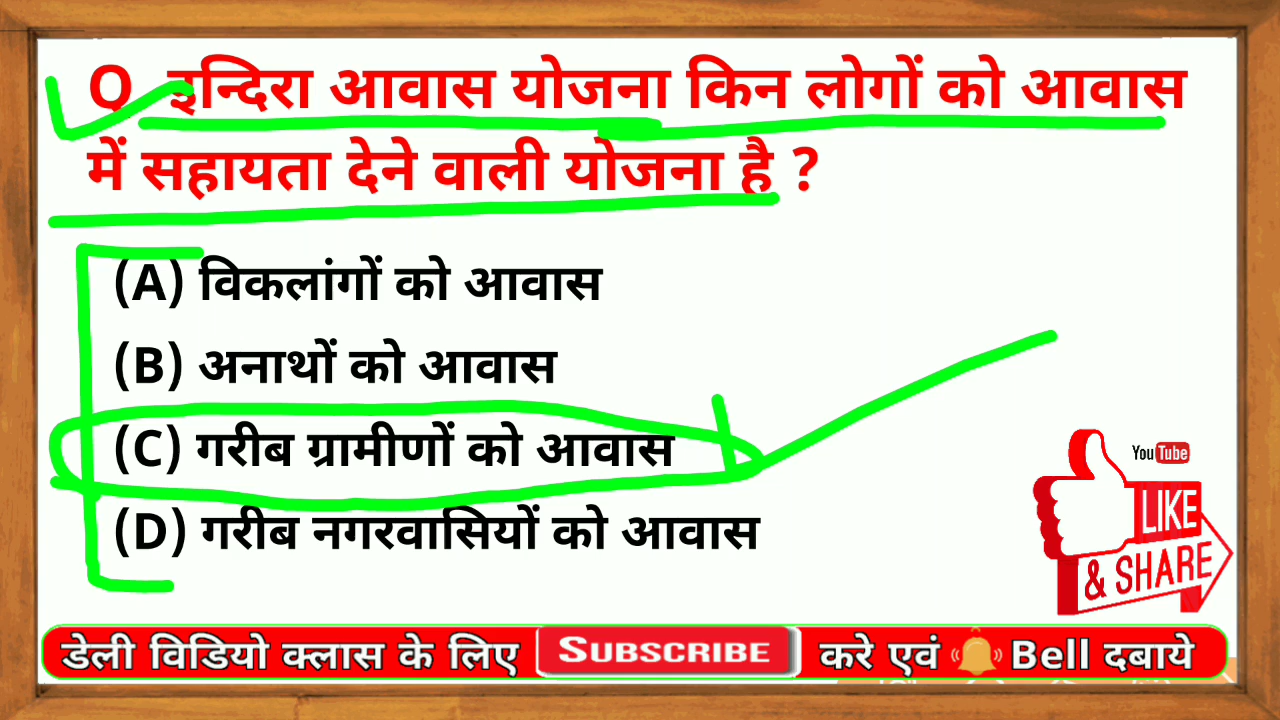 Q इन्दिरा आवास योजना किन लोगों को आवास
में सहायता देने वाली योजना है ?
(A) विकलांगों को आवास
(B) अनाथों को आवास
(C) गरीब ग्रामीणों को आवास
(D) गरीब नगरवासियों को आवास
YouTube
LIKE
& SHARE
डेली विडियो क्लास के लिए SUBSCRIBE करे एवं Bell दबाये